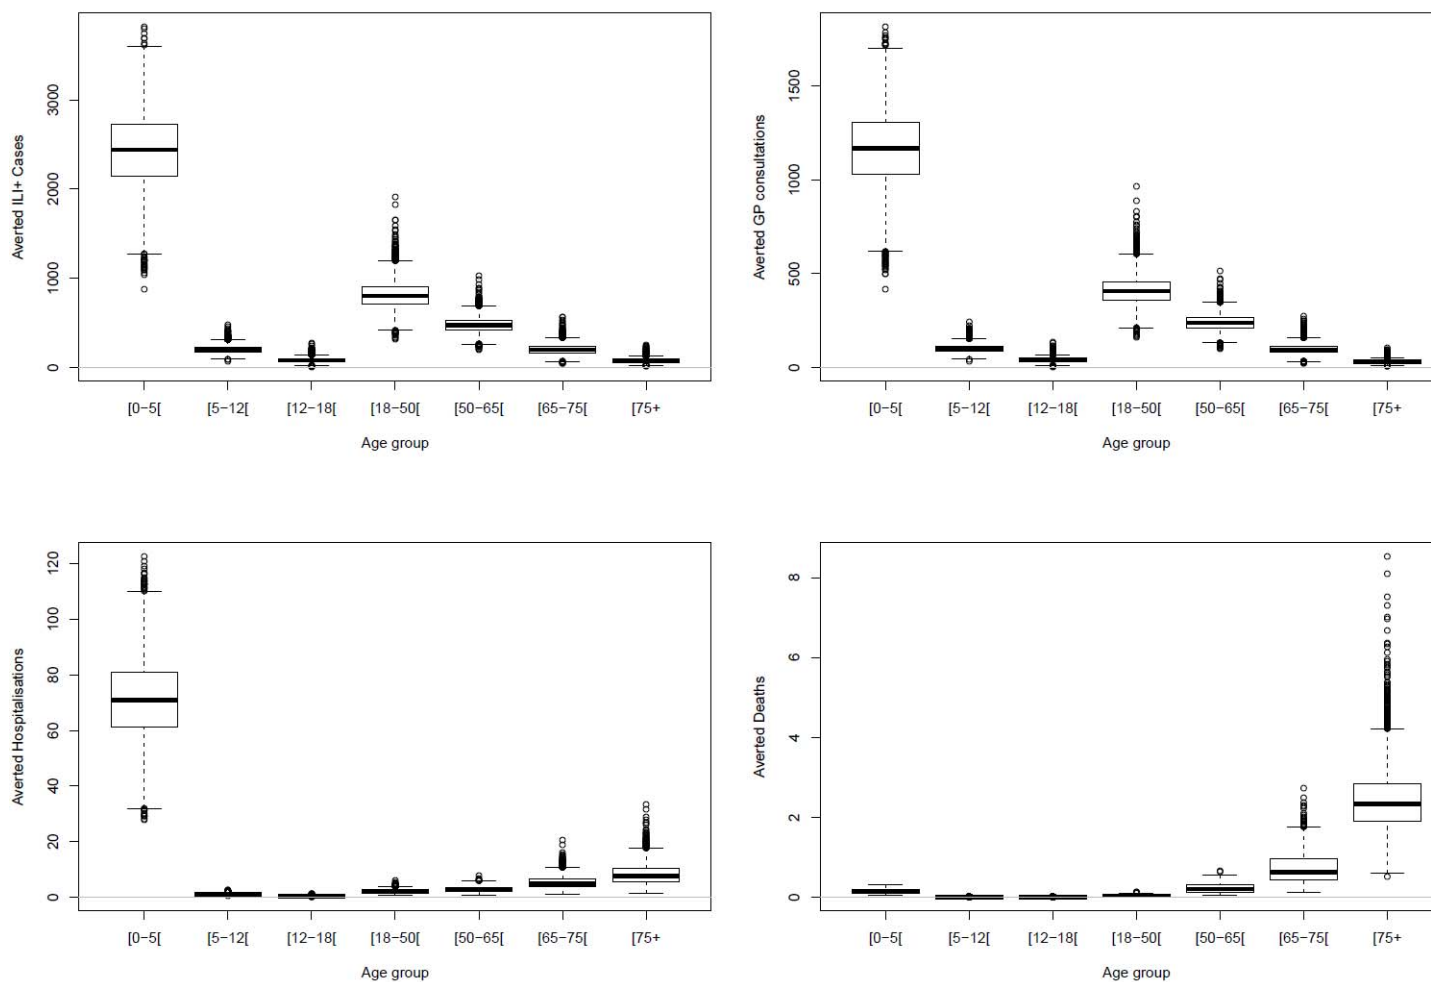 Averted ILI+ Cases
3000
2000
1000
0
[0−5[ [5−12[ [12−18[ [18−50[ [50−65[ [65−75[ [75+
Age group
Averted GP consultations
1500
1000
500
0
[0−5[ [5−12[ [12−18[ [18−50[ [50−65[ [65−75[ [75+
Age group
Averted Hospitalisations
120
100
80
60
40
20
0
[0−5[ [5−12[ [12−18[ [18−50[ [50−65[ [65−75[ [75+
Age group
Averted Deaths
8
6
4
2
0
[0−5[ [5−12[ [12−18[ [18−50[ [50−65[ [65−75[ [75+
Age group